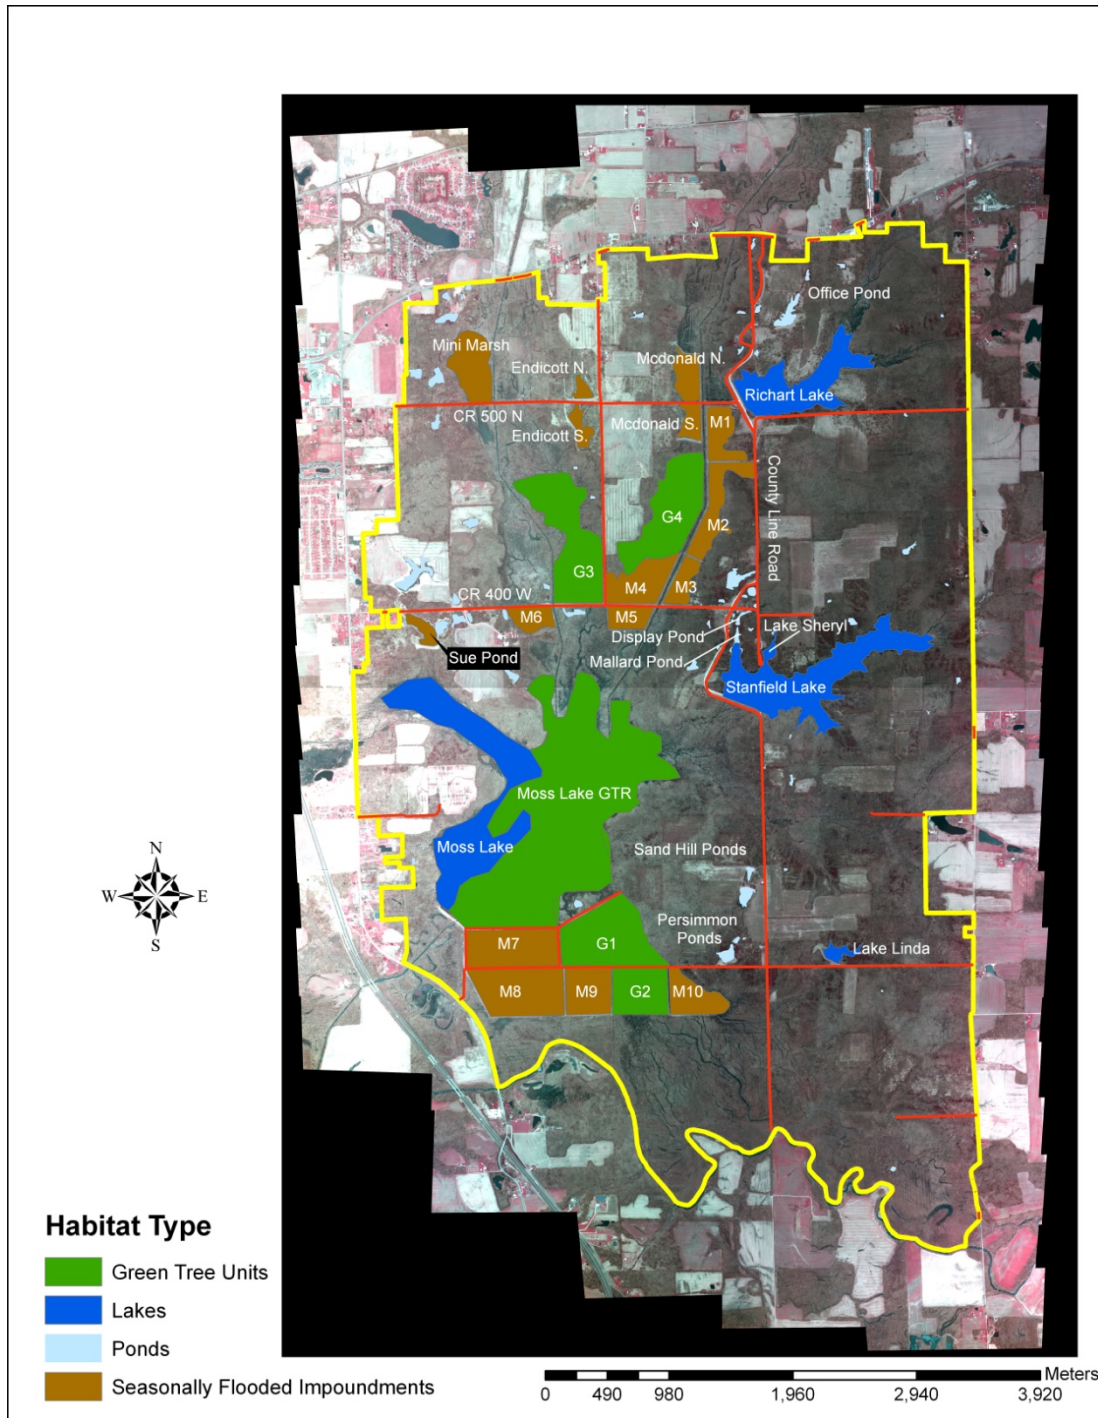 Office Pond
Mini Marsh
Endicott N.
Mcdonald N.
Richart Lake
CR 500 N
Endicott S.
Mcdonald S.
M1
County Line Road
G4
M2
G3
M4
M3
CR 400 W
M6
M5
Display Pond
Lake Sheryl
Sue Pond
Mallard Pond
Stanfield Lake
Moss Lake GTR
Moss Lake
Sand Hill Ponds
N
W
E
S
Persimmon
Ponds
M7
G1
Lake Linda
M8
M9
G2
M10
Habitat Type
Green Tree Units
Lakes
Ponds
Seasonally Flooded Impoundments
Meters
0 490 980 1,960 2,940 3,920